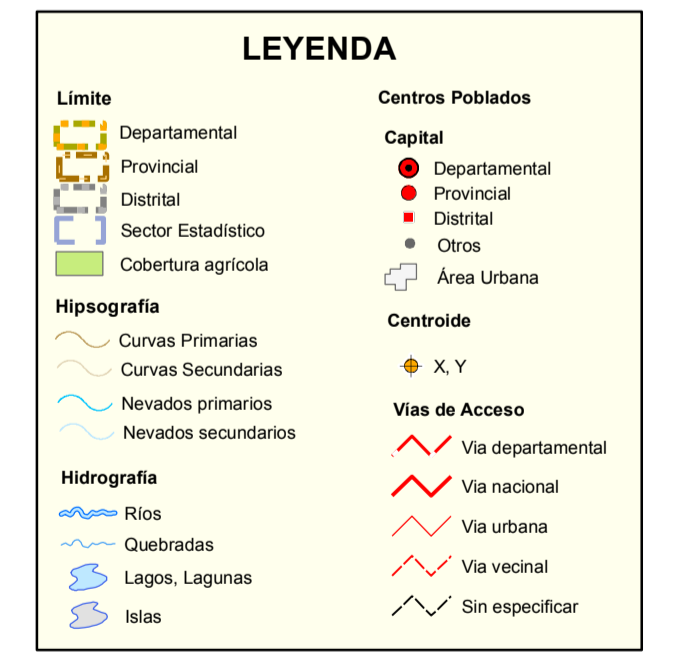 LEYENDA
Límite
Departamental
Provincial
Distrital
Sector Estadístico
Cobertura agrícola
Hipsografía
Curvas Primarias
Curvas Secundarias
Nevados primarios
Nevados secundarios
Hidrografía
Ríos
Quebradas
Lagos, Lagunas
Islas
Centros Poblados
Capital
Departamental
Provincial
Distrital
Otros
Área Urbana
Centroide
X, Y
Vías de Acceso
Via departamental
Via nacional
Via urbana
Via vecinal
Sin especificar